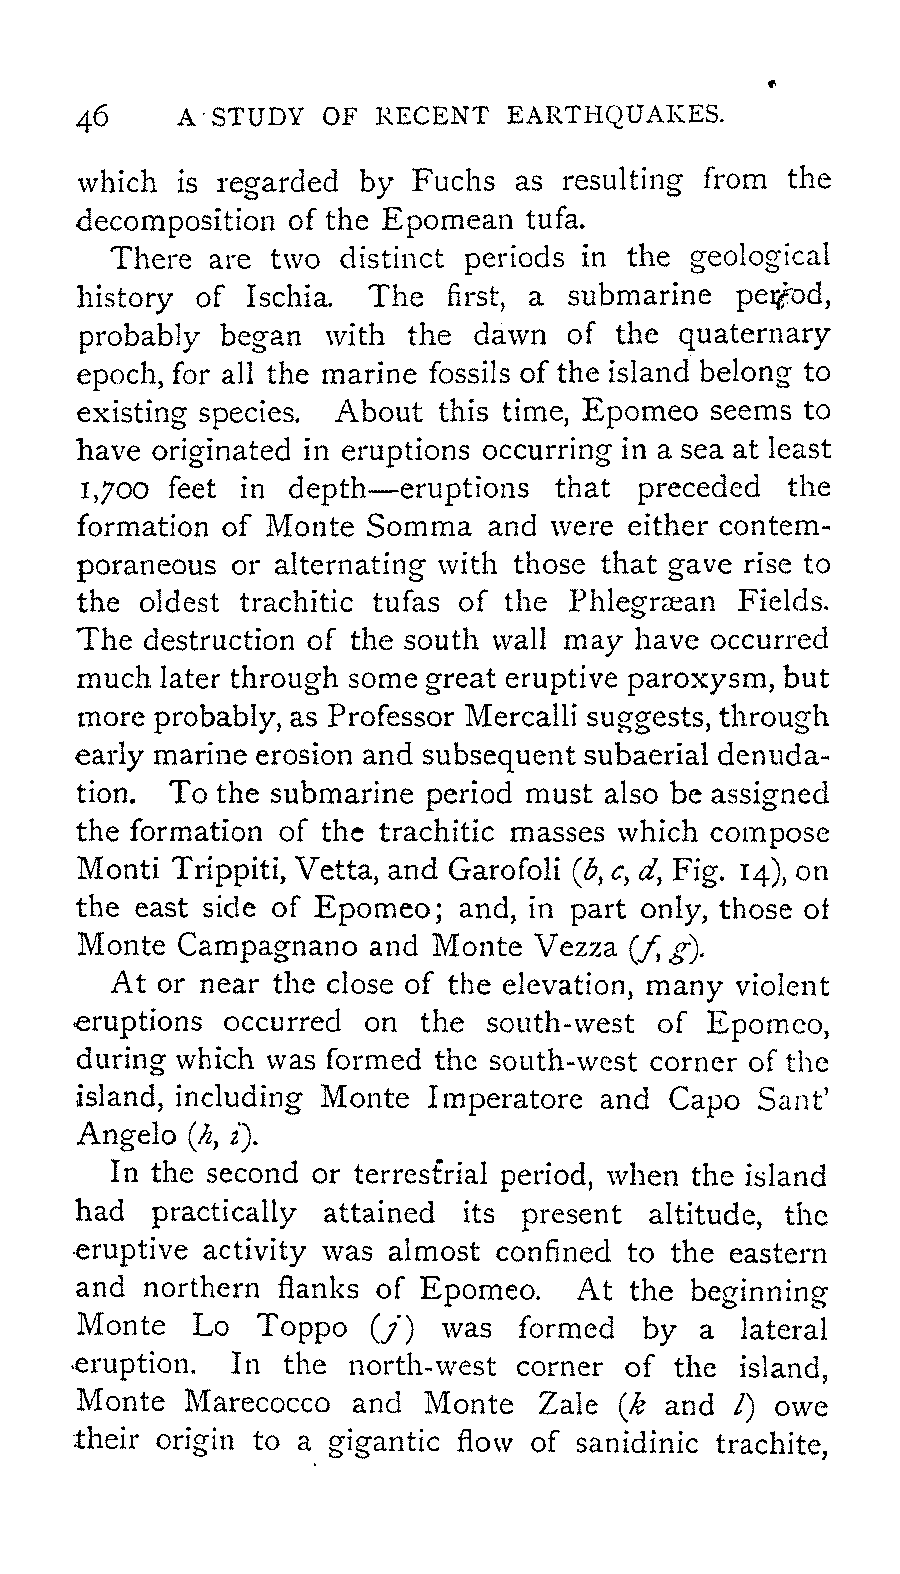 46 A STUDY OF RECENT EARTHQUAKES.
which is regarded by Fuchs as resulting from the
decomposition of the Epomean tufa.
There are two distinct periods in the geological
history of Ischia. The first, a submarine period,
probably began with the dawn of the quaternary
epoch, for all the marine fossils of the island belong to
existing species. About this time, Epomeo seems to
have originated in eruptions occurring in a sea at least
1,700 feet in depth—eruptions that preceded the
formation of Monte Somma and were either contem-
poraneous or alternating with those that gave rise to
the oldest trachitic tufas of the Phlegræan Fields.
The destruction of the south wall may have occurred
much later through some great eruptive paroxysm, but
more probably, as Professor Mercalli suggests, through
early marine erosion and subsequent subaerial denuda-
tion. To the submarine period must also be assigned
the formation of the trachitic masses which compose
Monti Trippiti, Vetta, and Garofoli (b, c, d, Fig. 14), on
the east side of Epomeo; and, in part only, those of
Monte Campagnano and Monte Vezza (f, g).
At or near the close of the elevation, many violent
eruptions occurred on the south-west of Epomeo,
during which was formed the south-west corner of the
island, including Monte Imperatore and Capo Sant'
Angelo (h, i).
In the second or terrestrial period, when the island
had practically attained its present altitude, the
eruptive activity was almost confined to the eastern
and northern flanks of Epomeo. At the beginning
Monte Lo Toppo (j) was formed by a lateral
eruption. In the north-west corner of the island,
Monte Marecocco and Monte Zale (k and l) owe
their origin to a gigantic flow of sanidinic trachite,